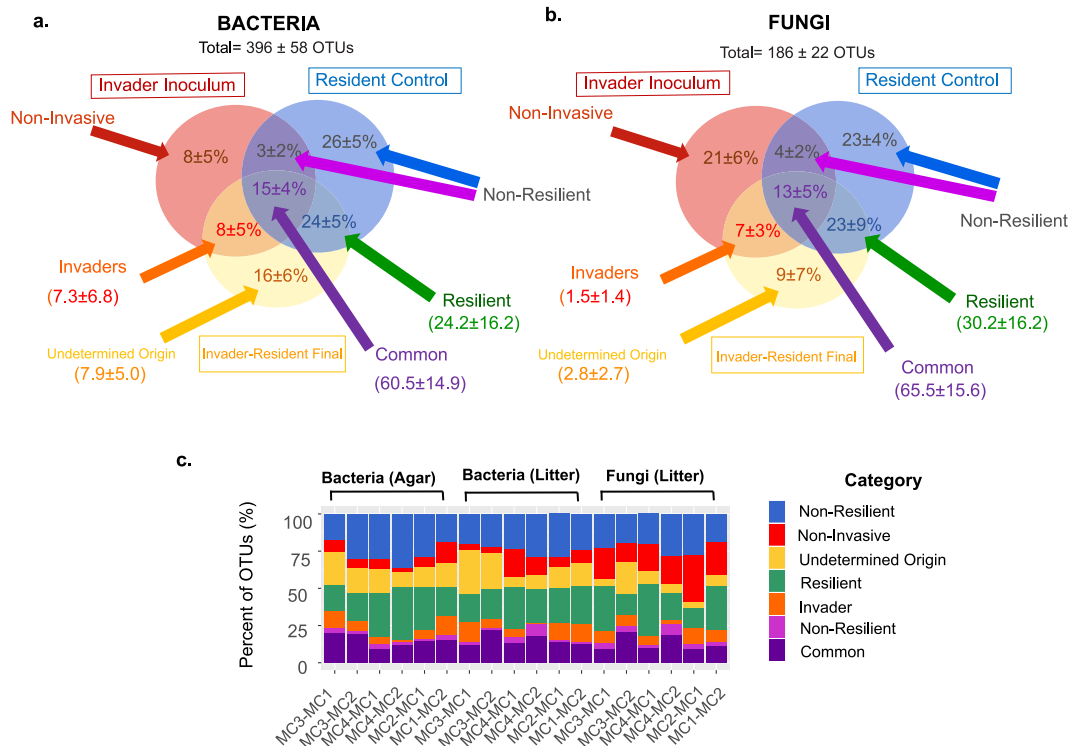 a.
BACTERIA
Total= 396 ± 58 OTUs
Invader Inoculum
Resident Control
Non-Invasive
8±5%
3±2%
26±5%
15±4%
8±5%
24±5%
Non-Resilient
16±6%
Invaders
(7.3±6.8)
Resilient
(24.2±16.2)
Undetermined Origin
(7.9±5.0)
Invader-Resident Final
Common
(60.5±14.9)
b.
FUNGI
Total= 186 ± 22 OTUs
Invader Inoculum
Resident Control
Non-Invasive
21±6%
4±2%
23±4%
13±5%
7±3%
23±9%
Non-Resilient
9±7%
Invaders
(1.5±1.4)
Resilient
(30.2±16.2)
Undetermined Origin
(2.8±2.7)
Invader-Resident Final
Common
(65.5±15.6)
c.
Bacteria (Agar)
Bacteria (Litter)
Fungi (Litter)
Percent of OTUs (%)
100
75
50
25
0
MC3-MC1
MC3-MC2
MC4-MC1
MC4-MC2
MC2-MC1
MC1-MC2
MC3-MC1
MC3-MC2
MC4-MC1
MC4-MC2
MC2-MC1
MC1-MC2
MC3-MC1
MC3-MC2
MC4-MC1
MC4-MC2
MC2-MC1
MC1-MC2
Category
Non-Resilient
Non-Invasive
Undetermined Origin
Resilient
Invader
Non-Resilient
Common